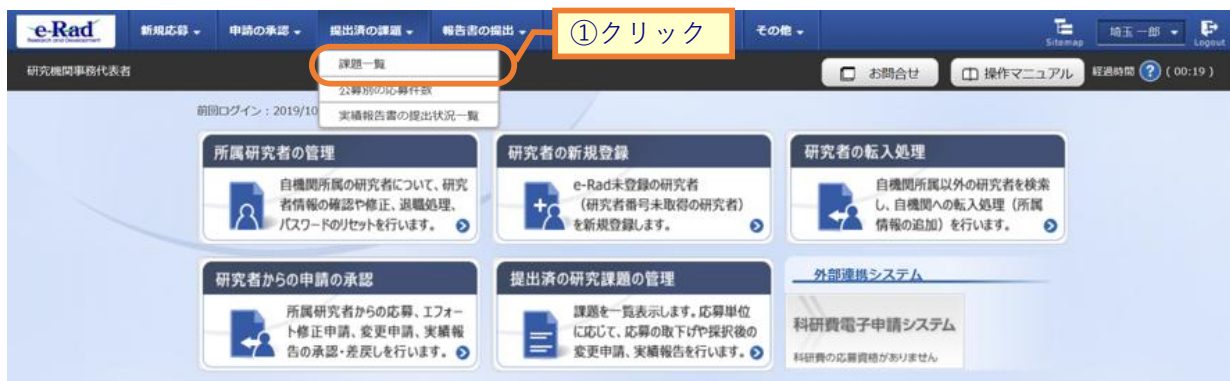 e-Rad
Research and Development
新規応募
申請の承認
提出済の課題
報告書の提出
①クリック
その他
Sitemap
埼玉 一郎
Logout
研究機関事務代表者
課題一覧
公募別の応募件数
実績報告書の提出状況一覧
お問合せ
操作マニュアル
経過時間 ? ( 00:19 )
前回ログイン : 2019/10
所属研究者の管理
自機関所属の研究者について、研究
者情報の確認や修正、退職処理、
パスワードのリセットを行います。
研究者の新規登録
e-Rad未登録の研究者
（研究者番号未取得の研究者）
を新規登録します。
研究者の転入処理
自機関所属以外の研究者を検索
し、自機関への転入処理（所属
情報の追加）を行います。
研究者からの申請の承認
所属研究者からの応募、エフォー
ト修正申請、変更申請、実績報
告の承認・差戻しを行います。
提出済の研究課題の管理
課題を一覧表示します。応募単位
に応じて、応募の取下げや採択後の
変更申請、実績報告を行います。
外部連携システム
科研費電子申請システム
科研費の応募資格がありません